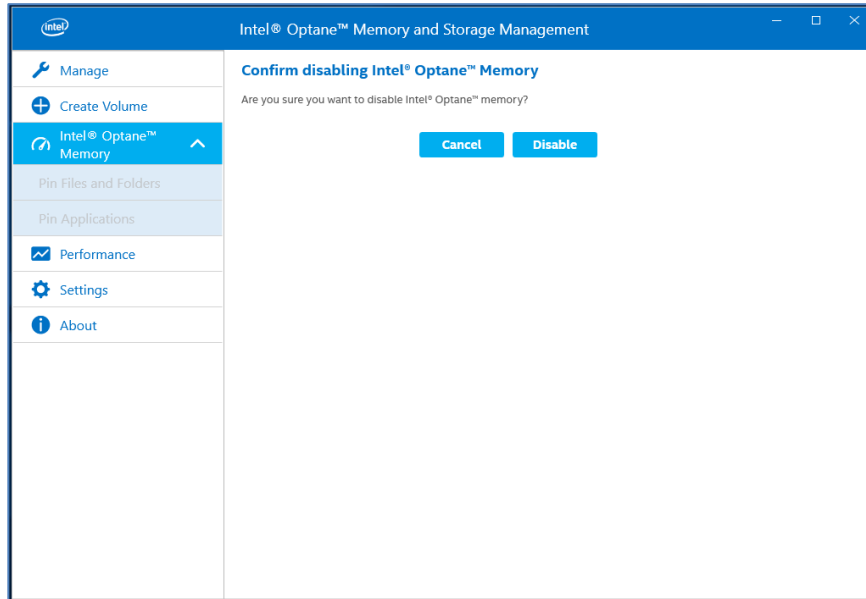 intel
Intel® Optane™ Memory and Storage Management
Manage
Create Volume
Intel® Optane™
Memory
Pin Files and Folders
Pin Applications
Performance
Settings
About
Confirm disabling Intel® Optane™ Memory
Are you sure you want to disable Intel® Optane™ memory?
Cancel Disable